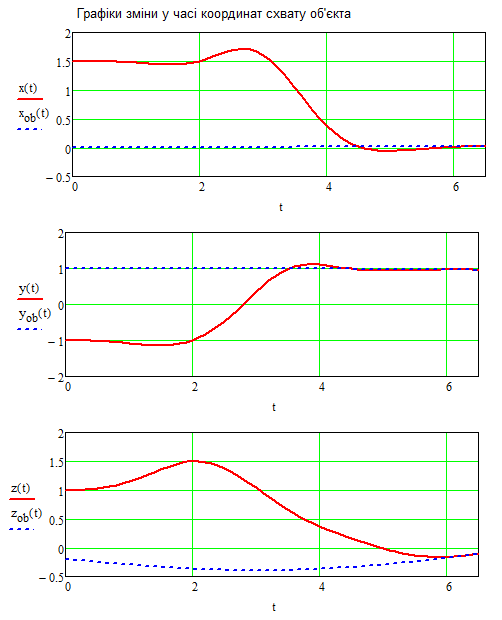 Графіки зміни у часі координат схвату об'єкта
2
1.5
1
0.5
0
− 0.5
x(t)
x_ob(t)
0 2 4 6
t
2
1
0
− 1
− 2
y(t)
y_ob(t)
0 2 4 6
t
2
1.5
1
0.5
0
− 0.5
z(t)
z_ob(t)
0 2 4 6
t